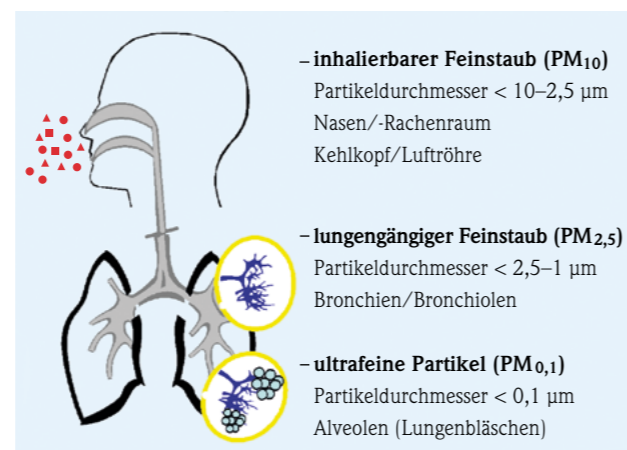 – inhalierbarer Feinstaub (PM₁₀)
Partikeldurchmesser < 10–2,5 µm
Nasen/-Rachenraum
Kehlkopf/Luftröhre
– lungengängiger Feinstaub (PM₂,₅)
Partikeldurchmesser < 2,5–1 µm
Bronchien/Bronchiolen
– ultrafeine Partikel (PM₀,₁)
Partikeldurchmesser < 0,1 µm
Alveolen (Lungenbläschen)